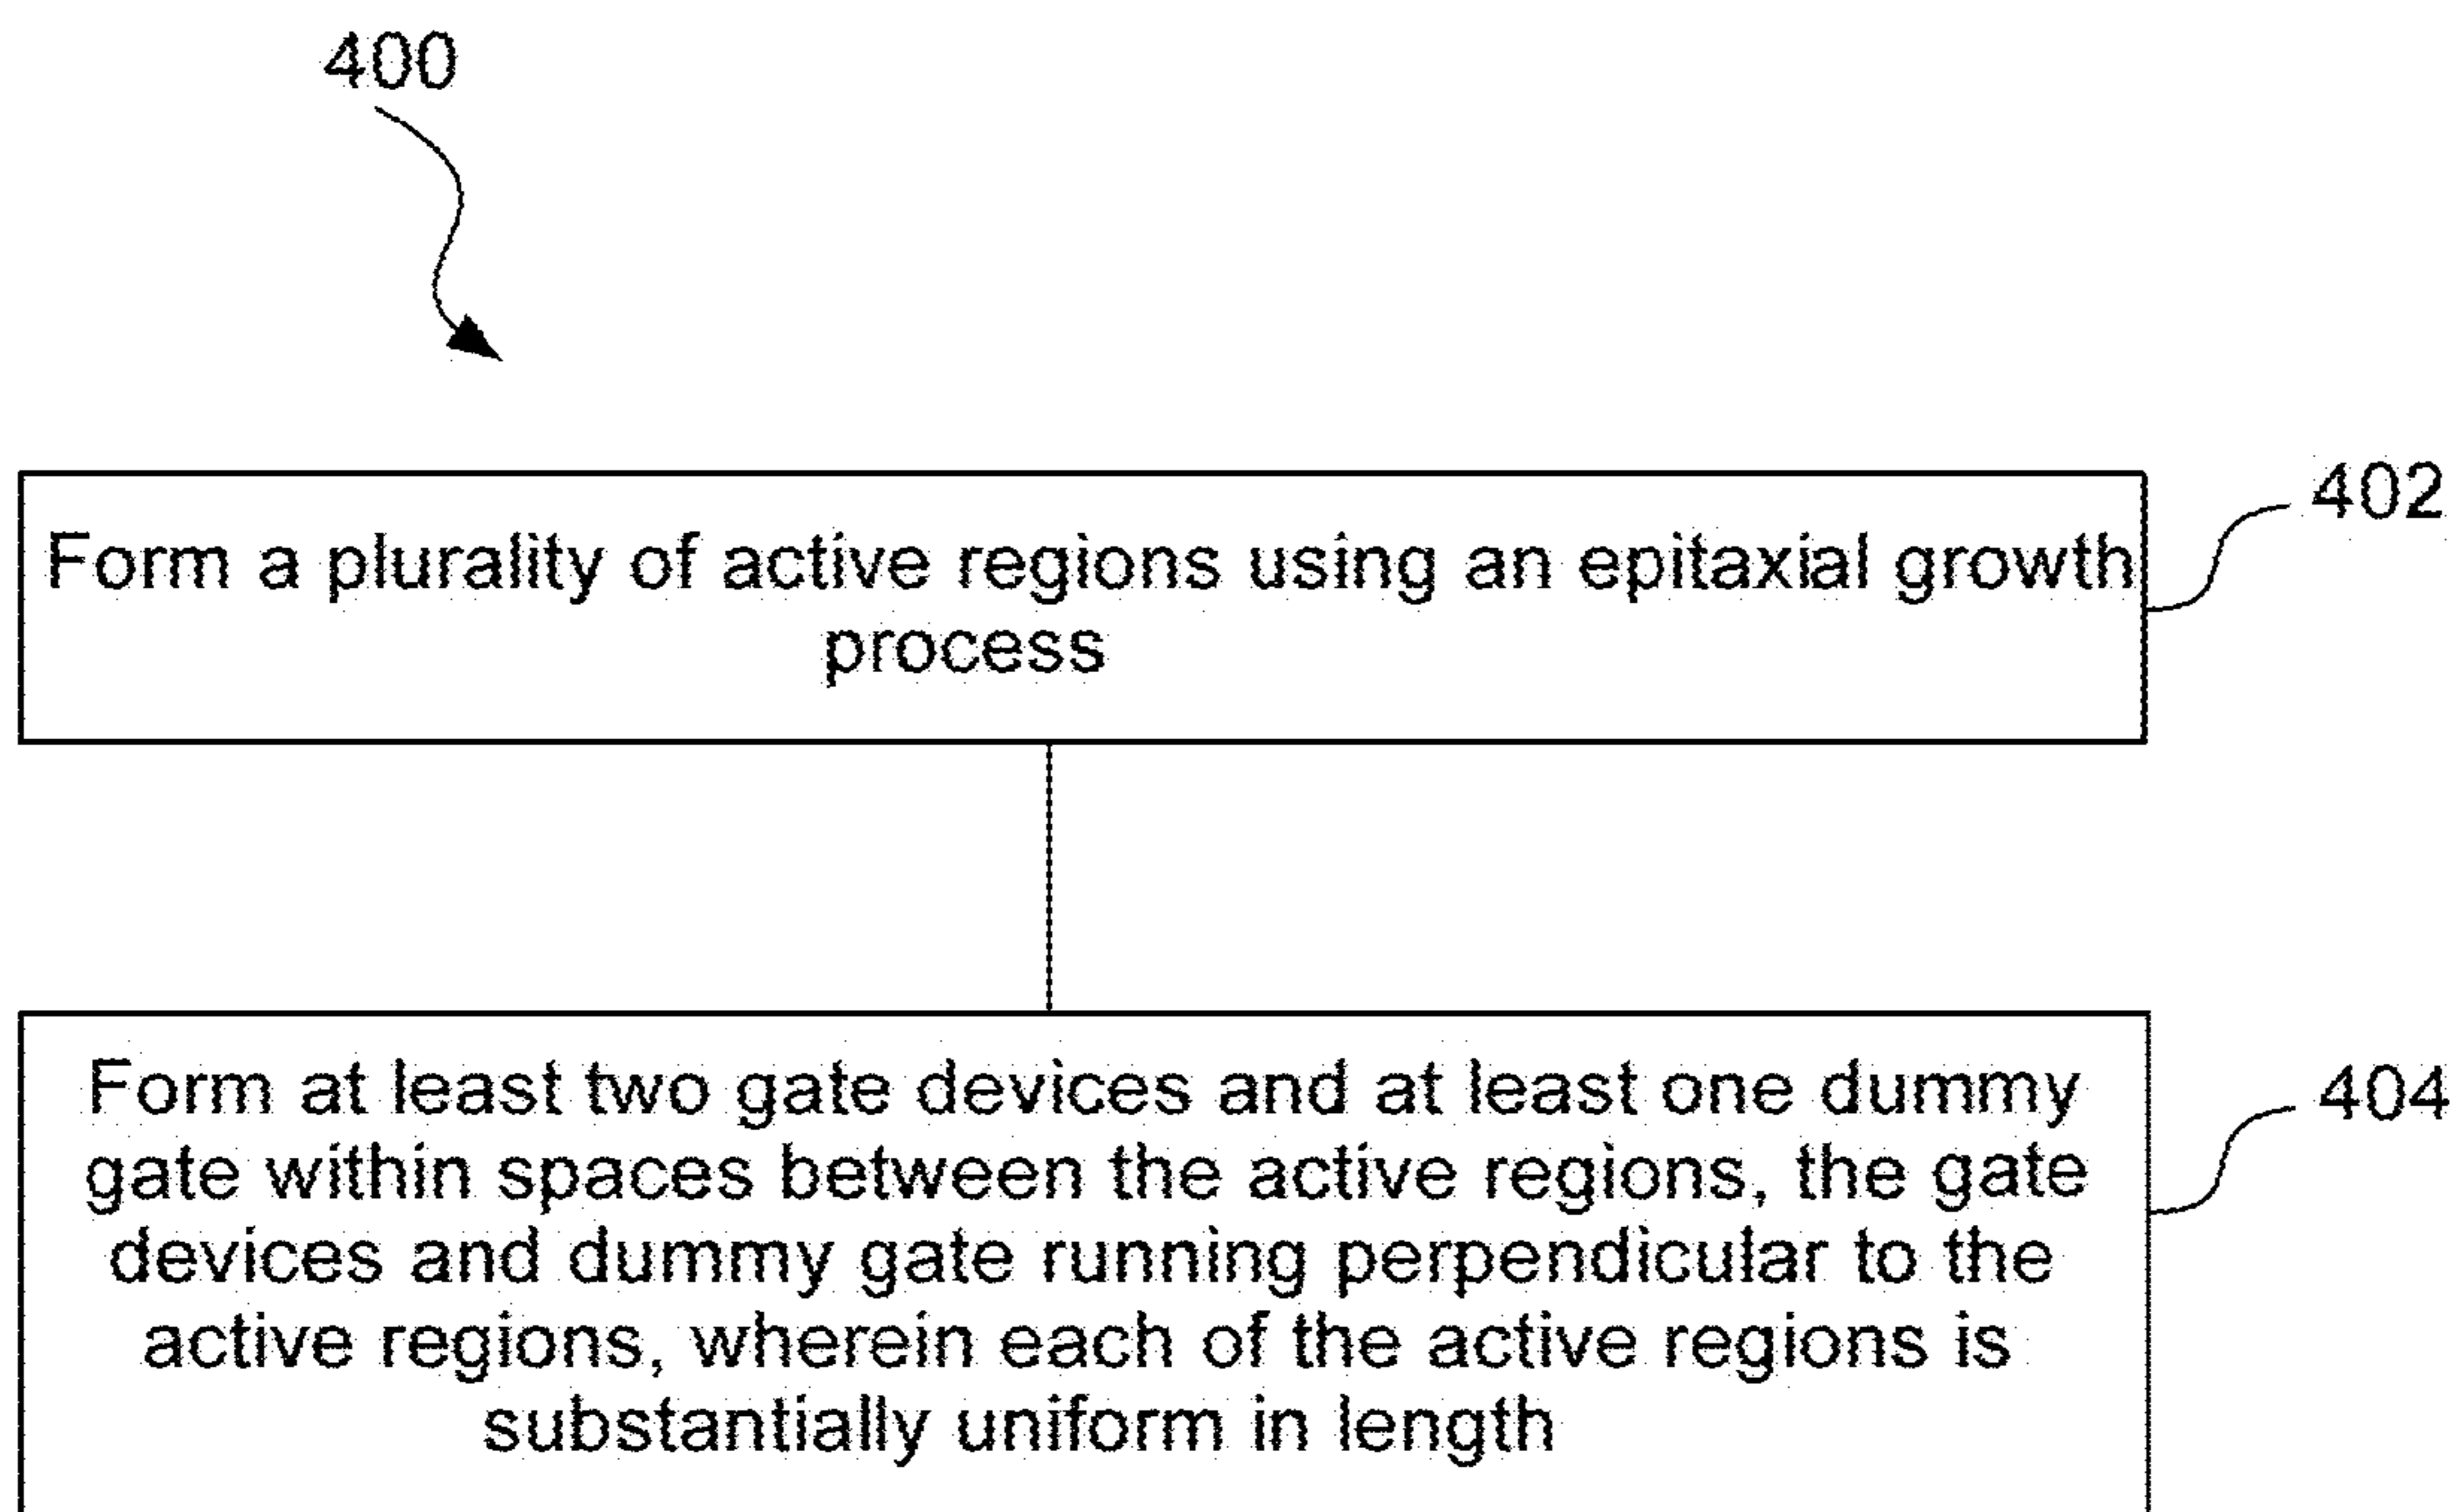 400
402
Form a plurality of active regions using an epitaxial growth
process
404
Form at least two gate devices and at least one dummy
gate within spaces between the active regions, the gate
devices and dummy gate running perpendicular to the
active regions, wherein each of the active regions is
substantially uniform in length